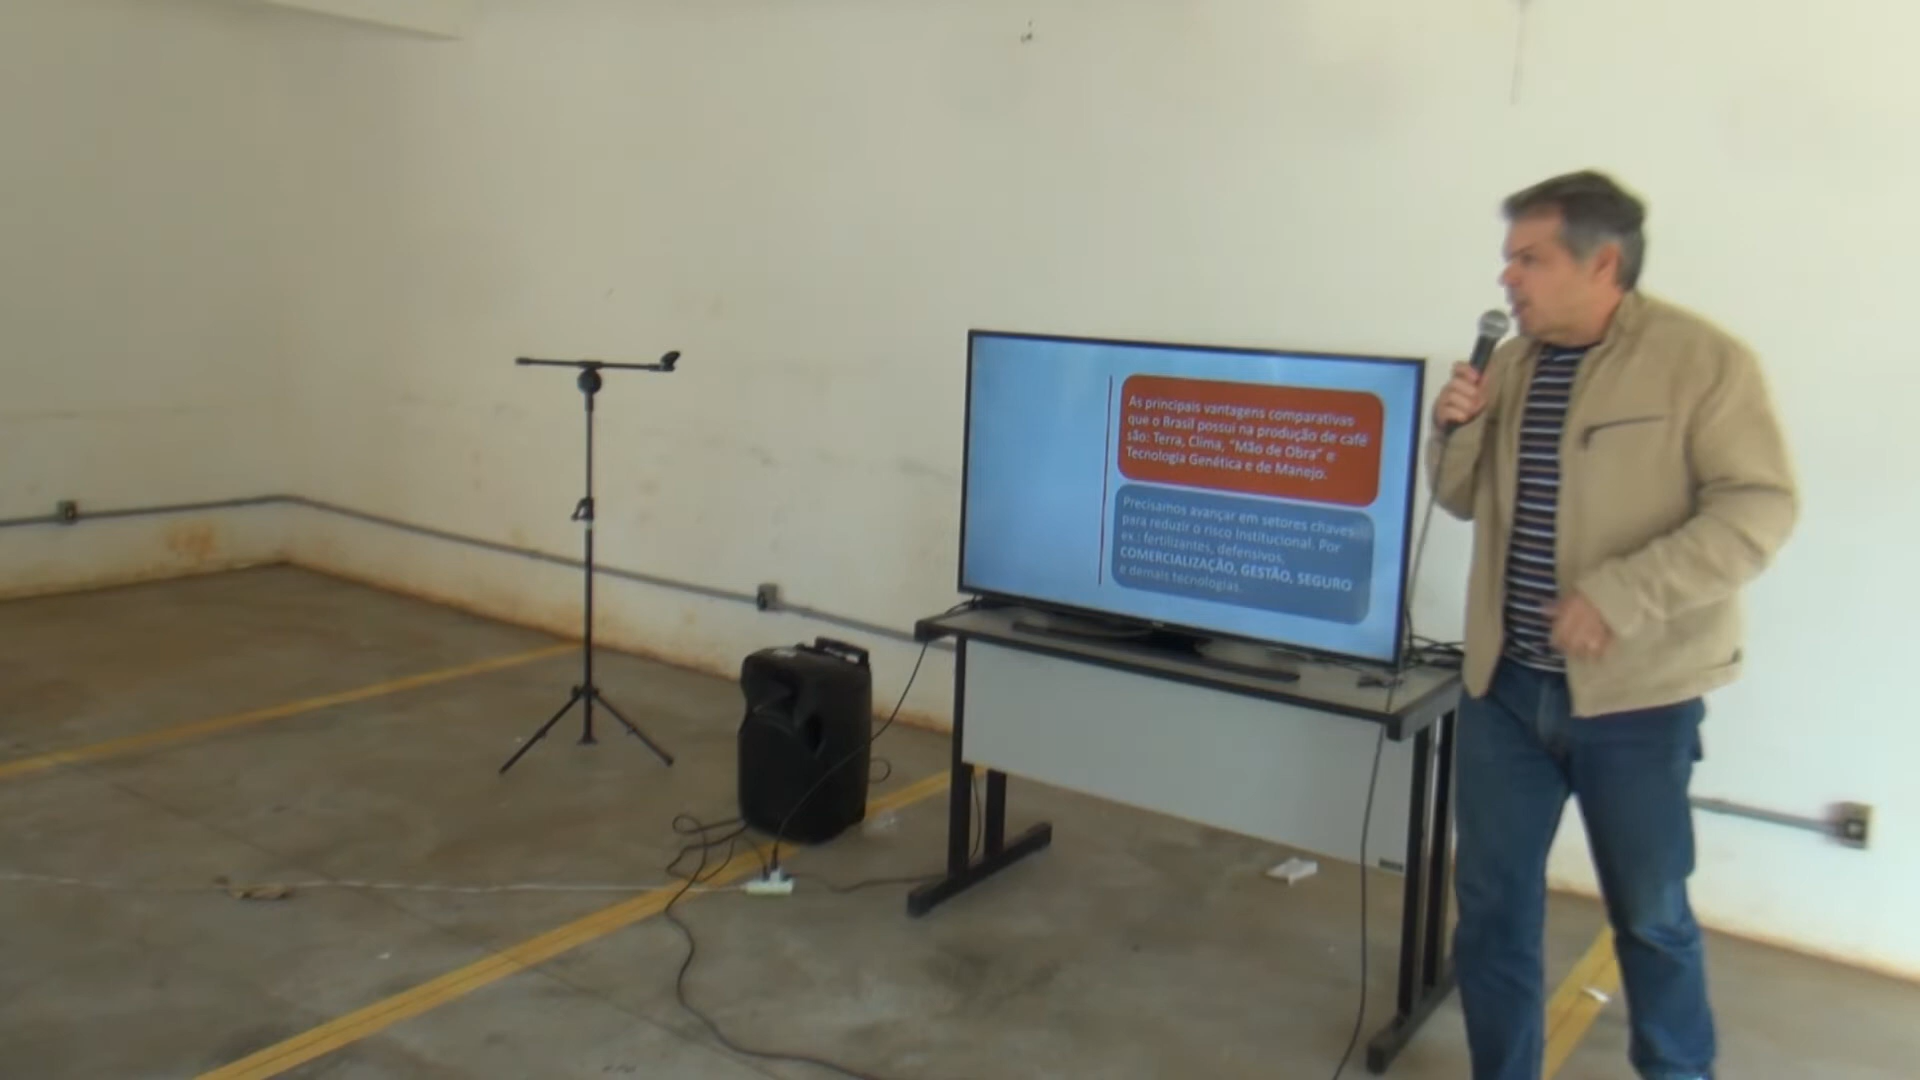 As principais vantagens comparativas
que o Brasil possui na produção de café
são: Terra, Clima, "Mão de Obra" e
Tecnologia Genética e de Manejo.
Precisamos avançar em setores chaves
para reduzir o risco institucional. Por
ex.: fertilizantes, defensivos,
COMERCIALIZAÇÃO, GESTÃO, SEGURO
e demais tecnologias.